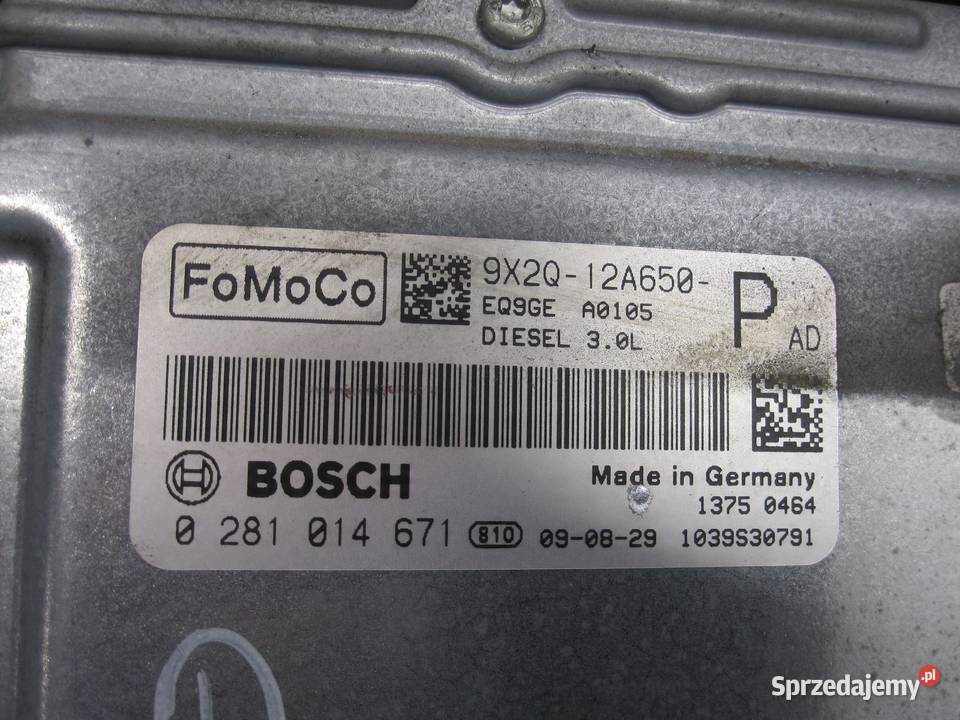 FoMoCo
9X2Q-12A650-
P
AD
EQ9GE A0105
DIESEL 3.0L
BOSCH
Made in Germany
1375 0464
0 281 014 671 810 09-08-29 1039S30791
Sprzedajemy.pl